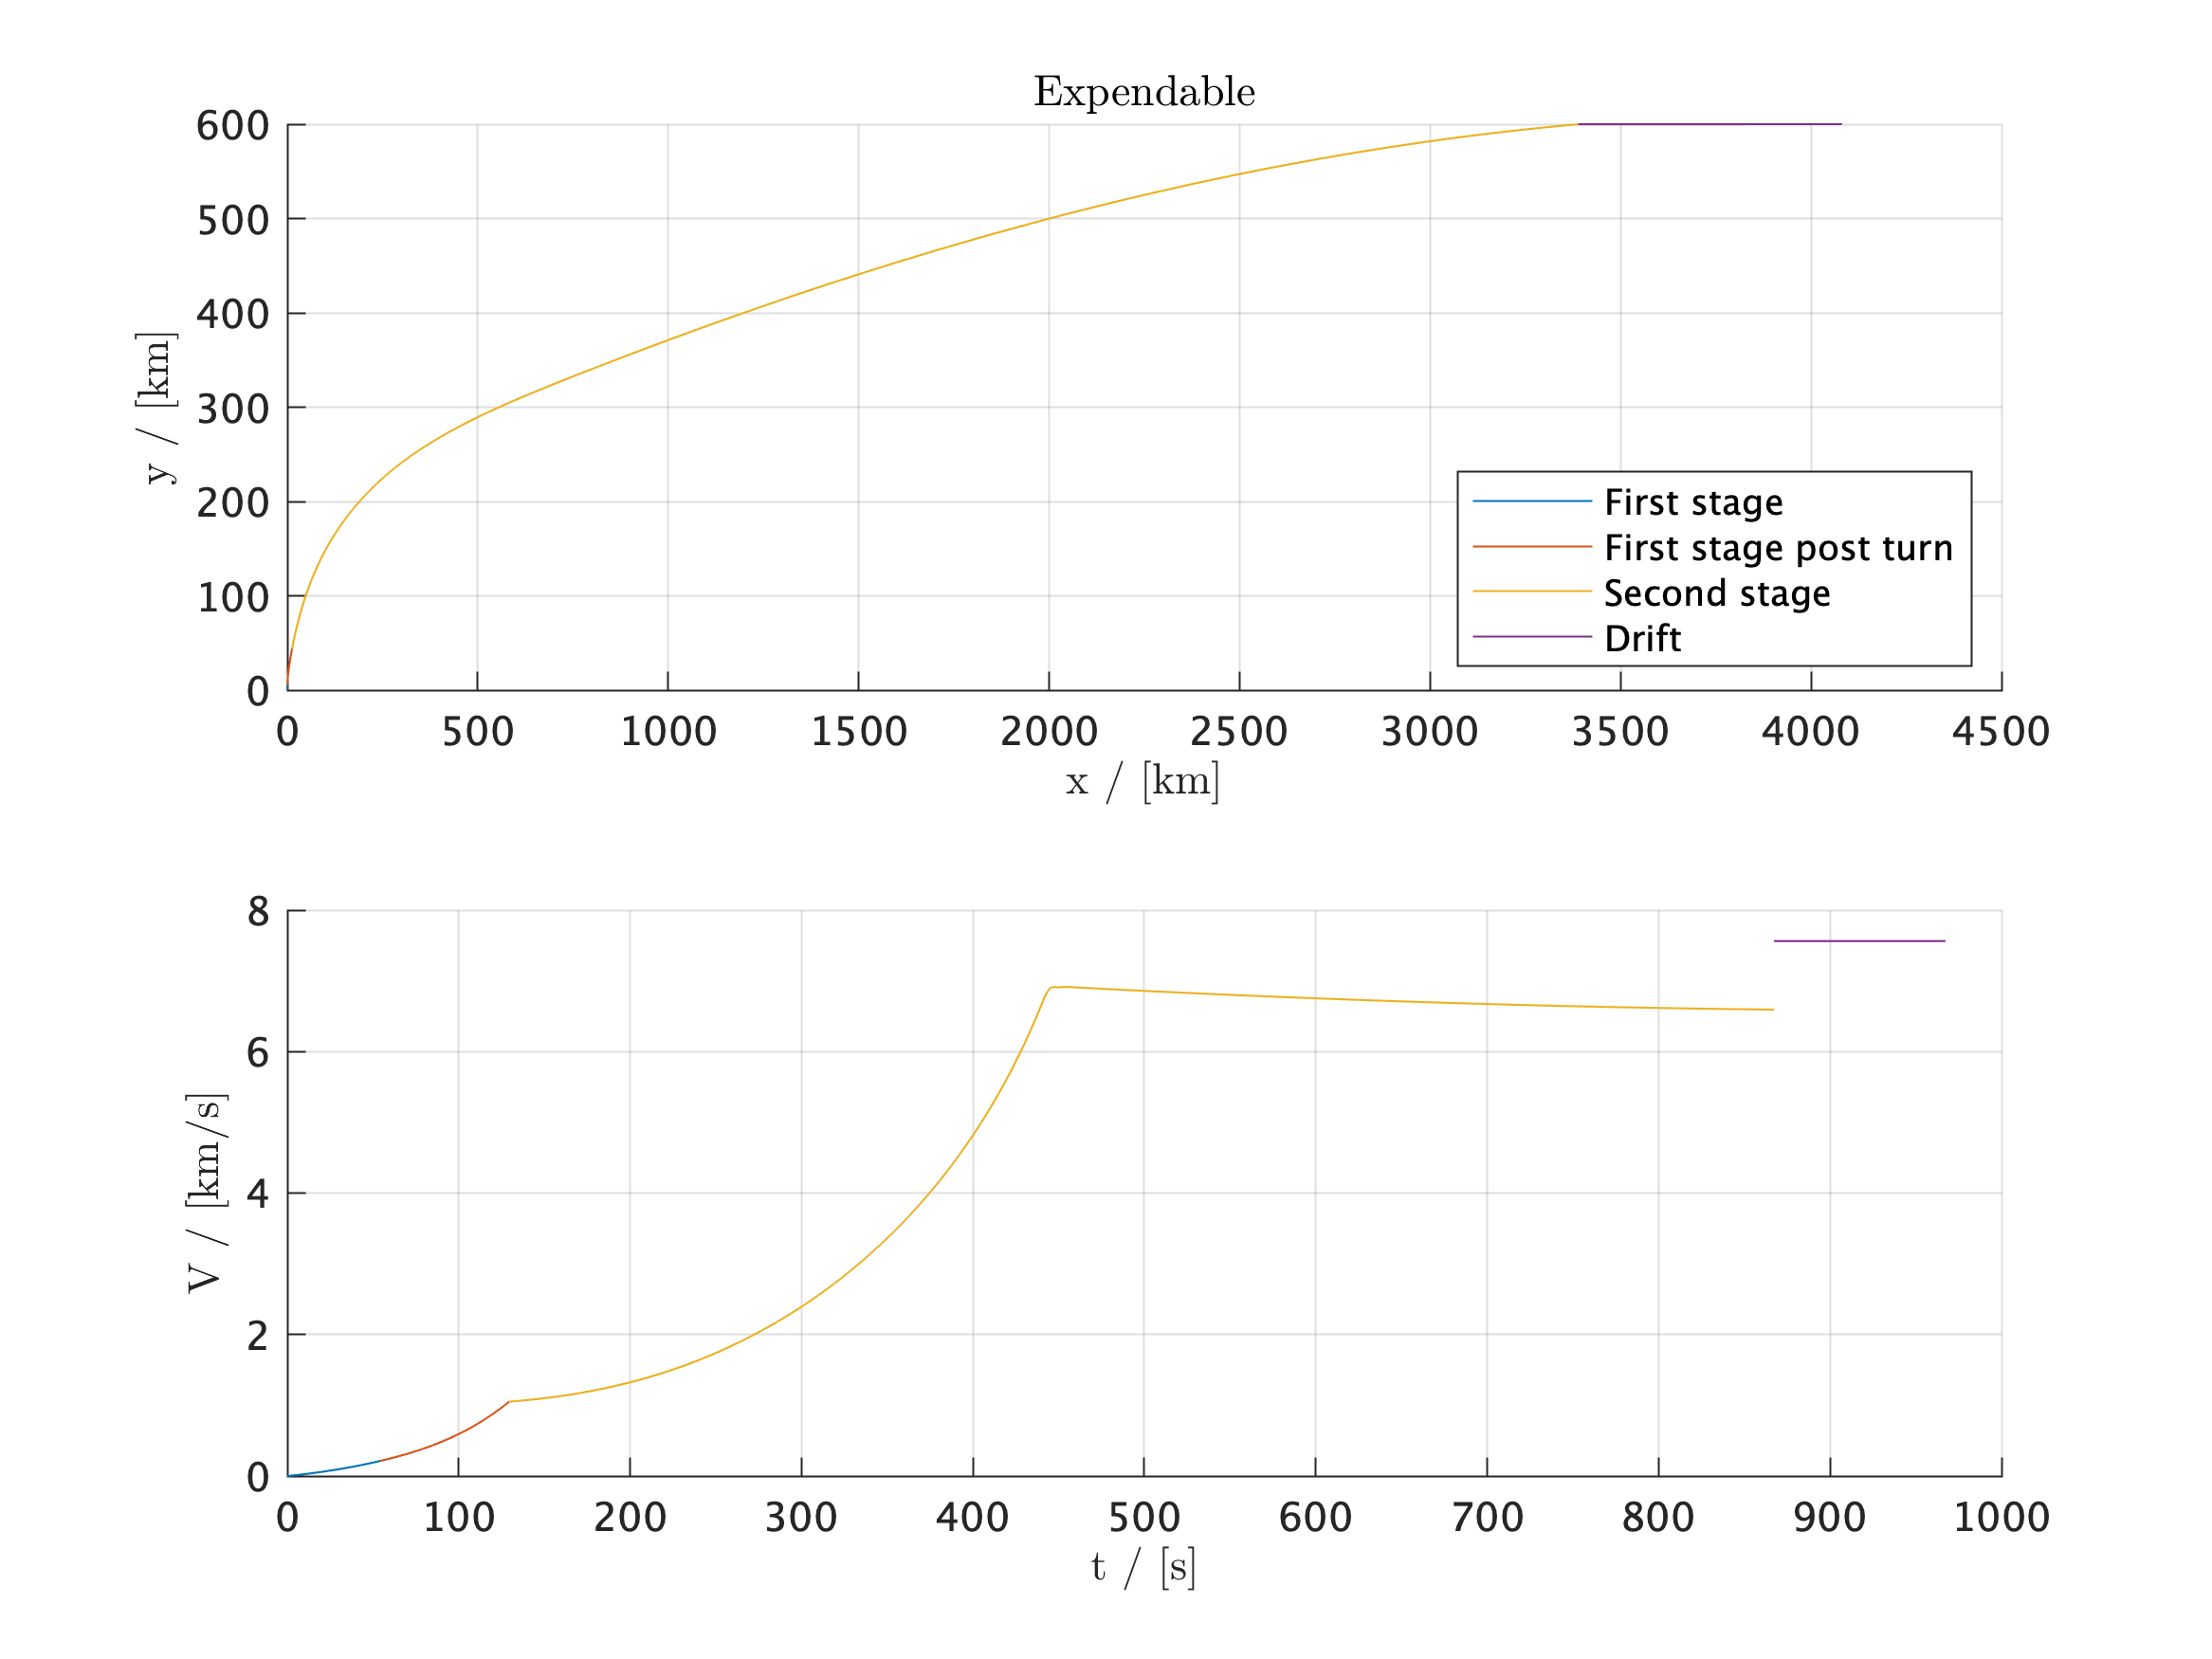 Expendable
600
500
400
300
200
100
0
y / [km]
First stage
First stage post turn
Second stage
Drift
0 500 1000 1500 2000 2500 3000 3500 4000 4500
x / [km]
8
6
4
2
0
V / [km/s]
0 100 200 300 400 500 600 700 800 900 1000
t / [s]